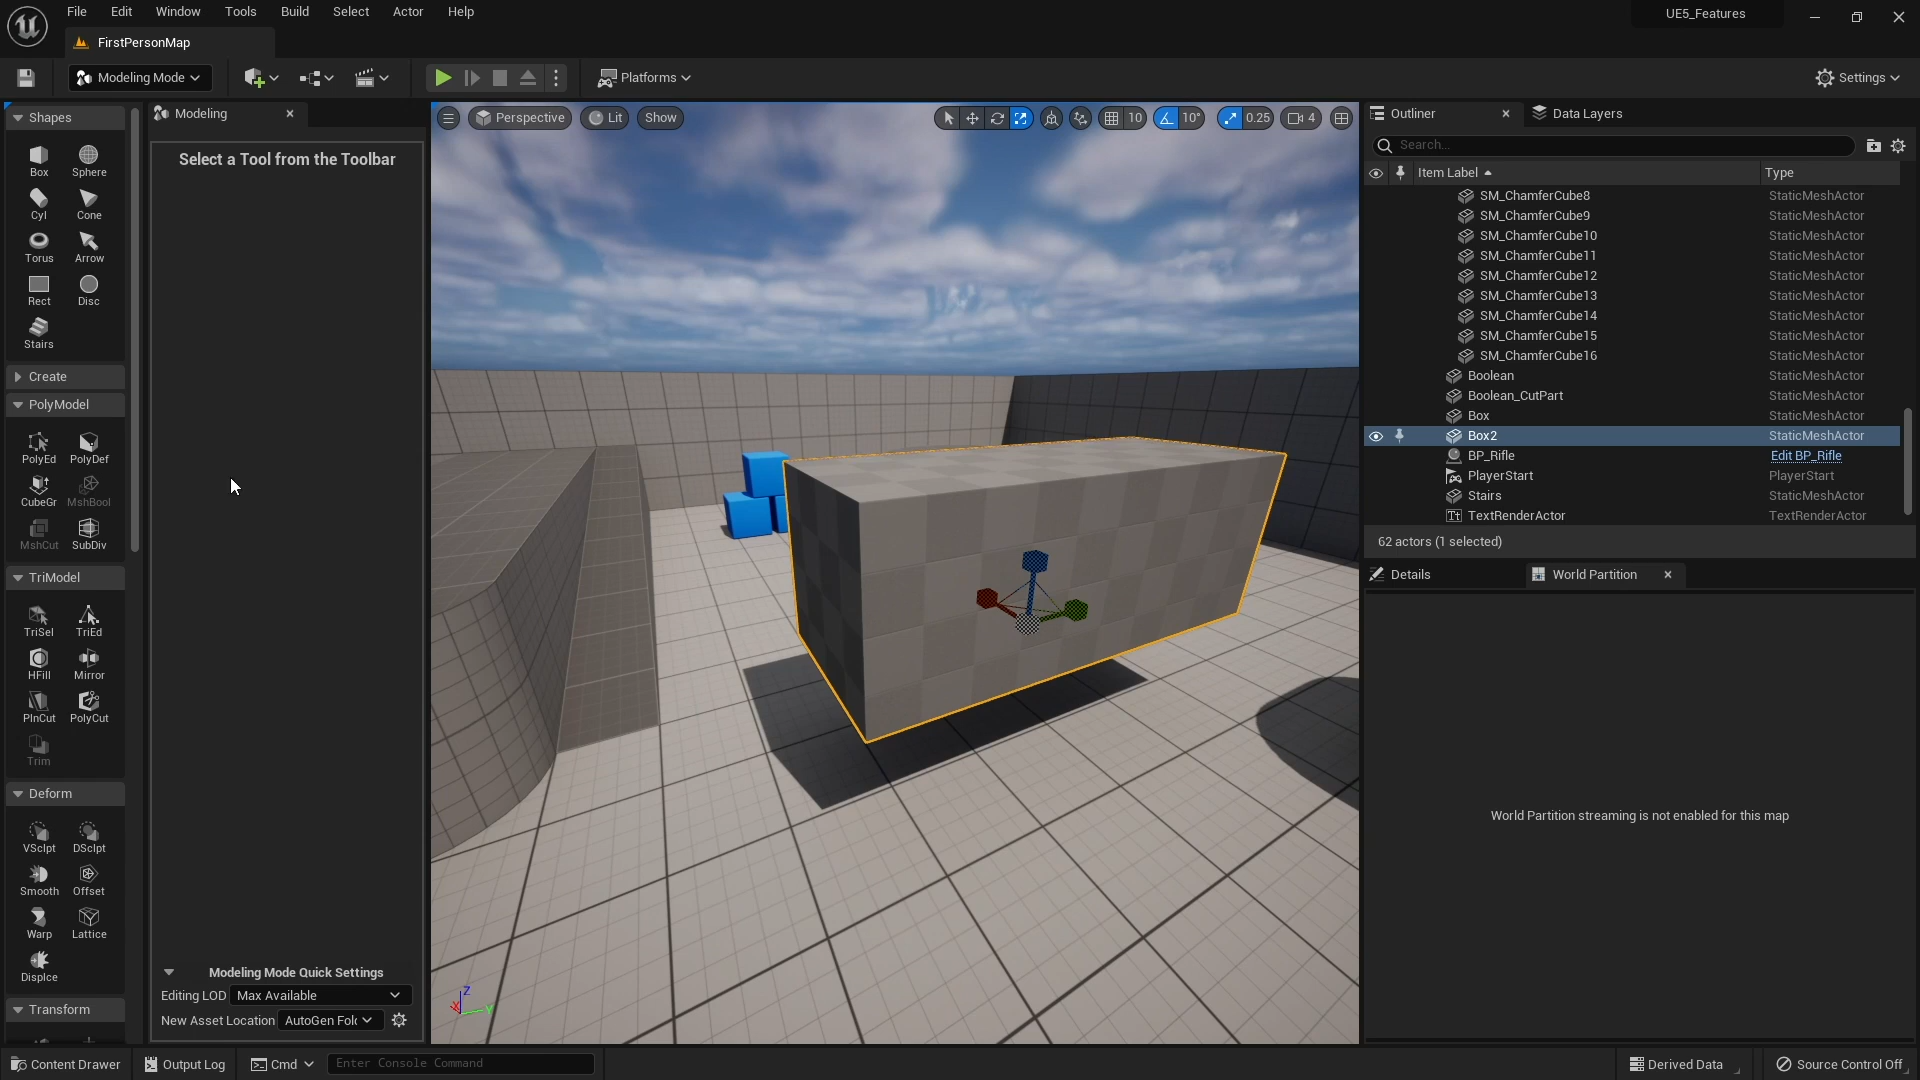 File Edit Window Tools Build Select Actor Help
UE5_Features
FirstPersonMap
Modeling Mode
Platforms
Settings
Shapes
Box Sphere
Cyl Cone
Torus Arrow
Rect Disc
Stairs
Create
PolyModel
PolyEd PolyDef
CubeGr MshBool
MshCut SubDiv
TriModel
TriSel TriEd
HFill Mirror
PlnCut PolyCut
Trim
Deform
VSclpt DSclpt
Smooth Offset
Warp Lattice
Displce
Transform
Modeling
Select a Tool from the Toolbar
Modeling Mode Quick Settings
Editing LOD Max Available
New Asset Location AutoGen Fol
Perspective Lit Show
10 10° 0.25 4
Z
X
Y
Outliner Data Layers
Search...
Item Label Type
SM_ChamferCube8 StaticMeshActor
SM_ChamferCube9 StaticMeshActor
SM_ChamferCube10 StaticMeshActor
SM_ChamferCube11 StaticMeshActor
SM_ChamferCube12 StaticMeshActor
SM_ChamferCube13 StaticMeshActor
SM_ChamferCube14 StaticMeshActor
SM_ChamferCube15 StaticMeshActor
SM_ChamferCube16 StaticMeshActor
Boolean StaticMeshActor
Boolean_CutPart StaticMeshActor
Box StaticMeshActor
Box2 StaticMeshActor
BP_Rifle Edit BP_Rifle
PlayerStart PlayerStart
Stairs StaticMeshActor
TextRenderActor TextRenderActor
62 actors (1 selected)
Details World Partition
World Partition streaming is not enabled for this map
Content Drawer Output Log Cmd Enter Console Command
Derived Data Source Control Off